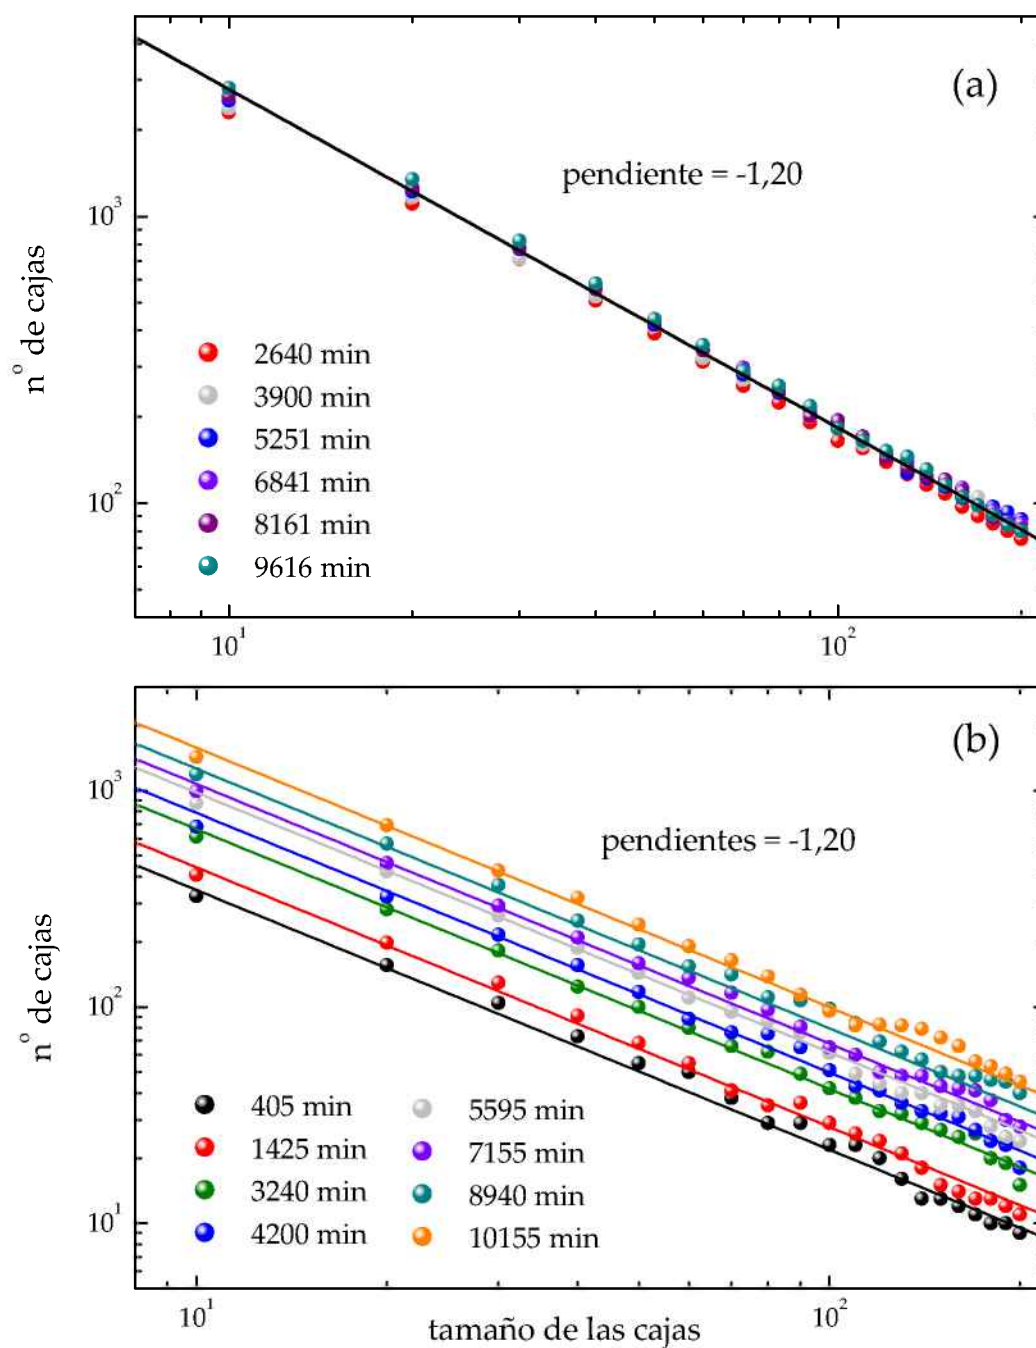 (a)
pendiente = -1,20
nº de cajas
10³
10²
2640 min
3900 min
5251 min
6841 min
8161 min
9616 min
10¹ 10²
(b)
pendientes = -1,20
nº de cajas
10³
10²
10¹
405 min 5595 min
1425 min 7155 min
3240 min 8940 min
4200 min 10155 min
10¹ 10²
tamaño de las cajas